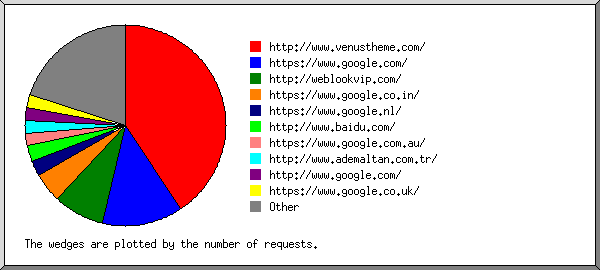 http://www.venustheme.com/
https://www.google.com/
http://weblookvip.com/
https://www.google.co.in/
https://www.google.nl/
http://www.baidu.com/
https://www.google.com.au/
http://www.ademaltan.com.tr/
http://www.google.com/
https://www.google.co.uk/
Other
The wedges are plotted by the number of requests.